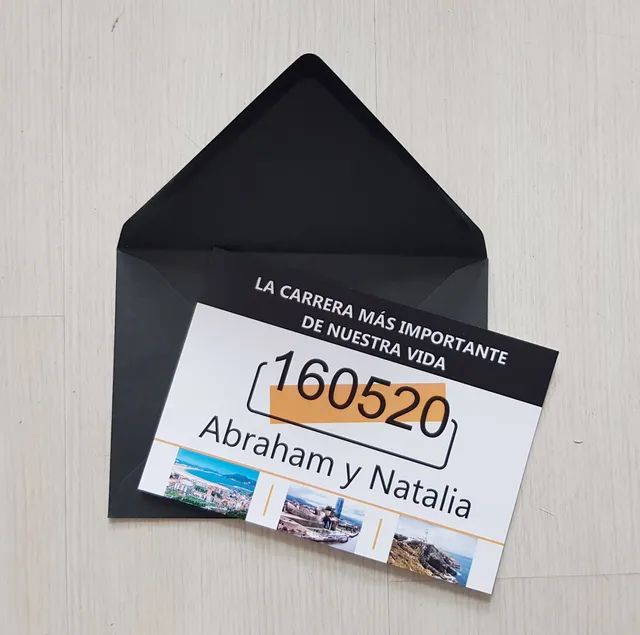 LA CARRERA MÁS IMPORTANTE
DE NUESTRA VIDA
160520
Abraham y Natalia